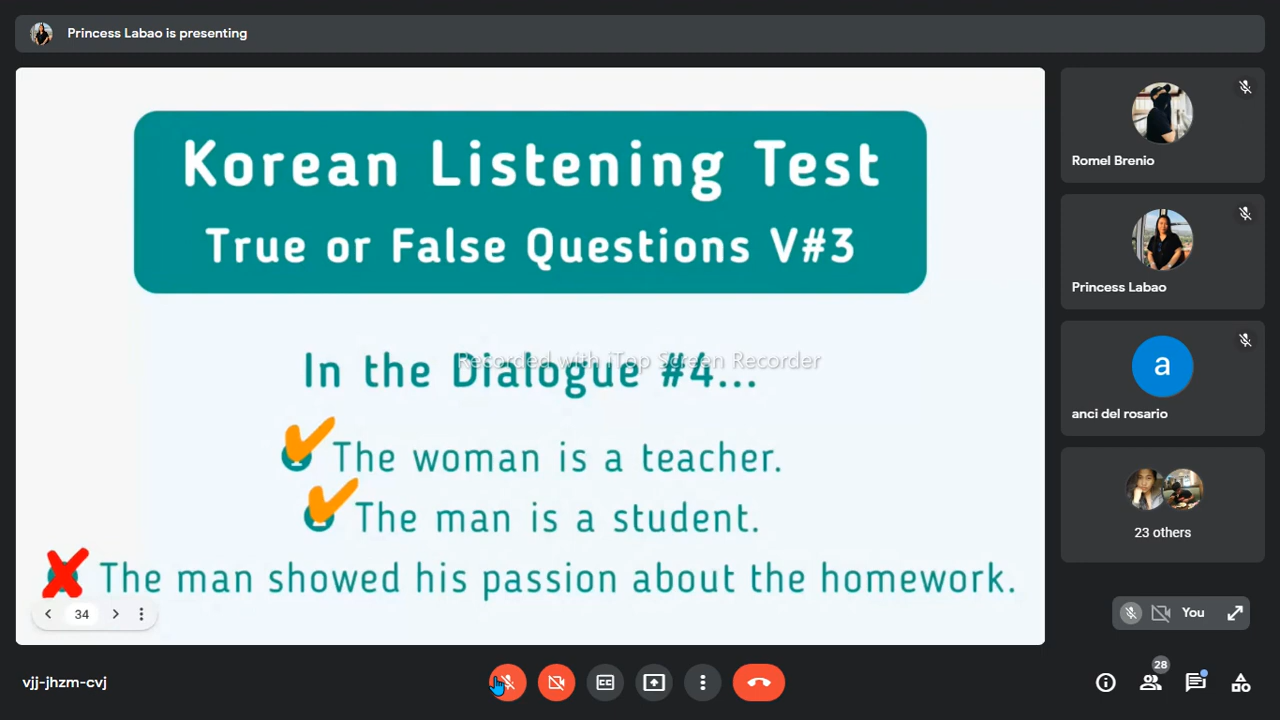 Princess Labao is presenting
Korean Listening Test
True or False Questions V#3
In the Dialogue #4...
Recorded with iTop Screen Recorder
The woman is a teacher.
The man is a student.
The man showed his passion about the homework.
34
Romel Brenio
Princess Labao
a
anci del rosario
23 others
You
vjj-jhzm-cvj
CC
28